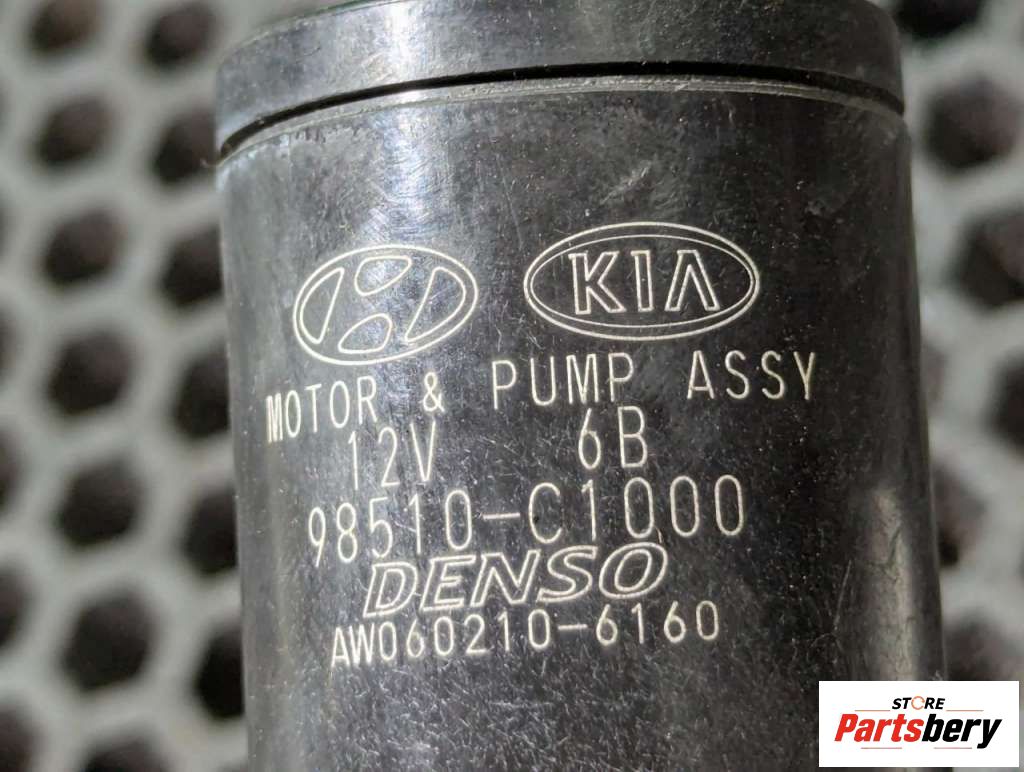 KIA
MOTOR & PUMP ASSY
12V 6B
98510-C1000
DENSO
AW060210-6160
STORE
Partsbery